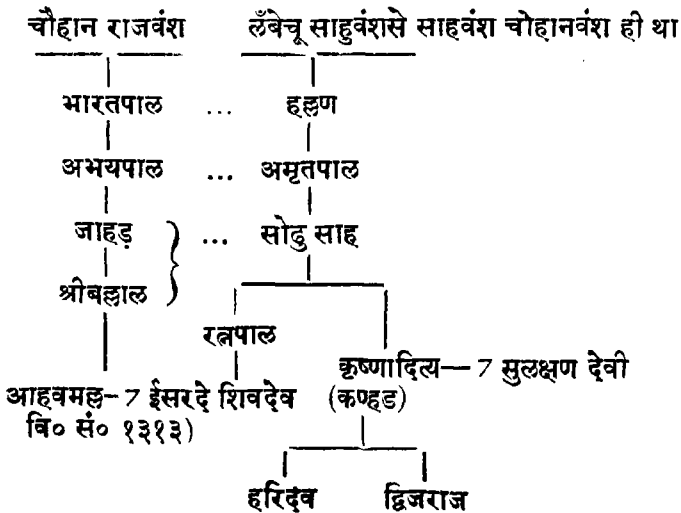 चौहान राजवंश लँबेचू साहुवंशसे साहवंश चोहानवंश ही था
भारतपाल ... हल्लण
अभयपाल ... अमृतपाल
जाहड़ } ... सोढु साह
श्रीबल्लाल
रत्नपाल
कृष्णादित्य— 7 सुलक्षण देवी
आहवमल्ल– 7 ईसरदे शिवदेव (कण्हड)
वि० सं० १३१३)
हरिदेव द्विजराज